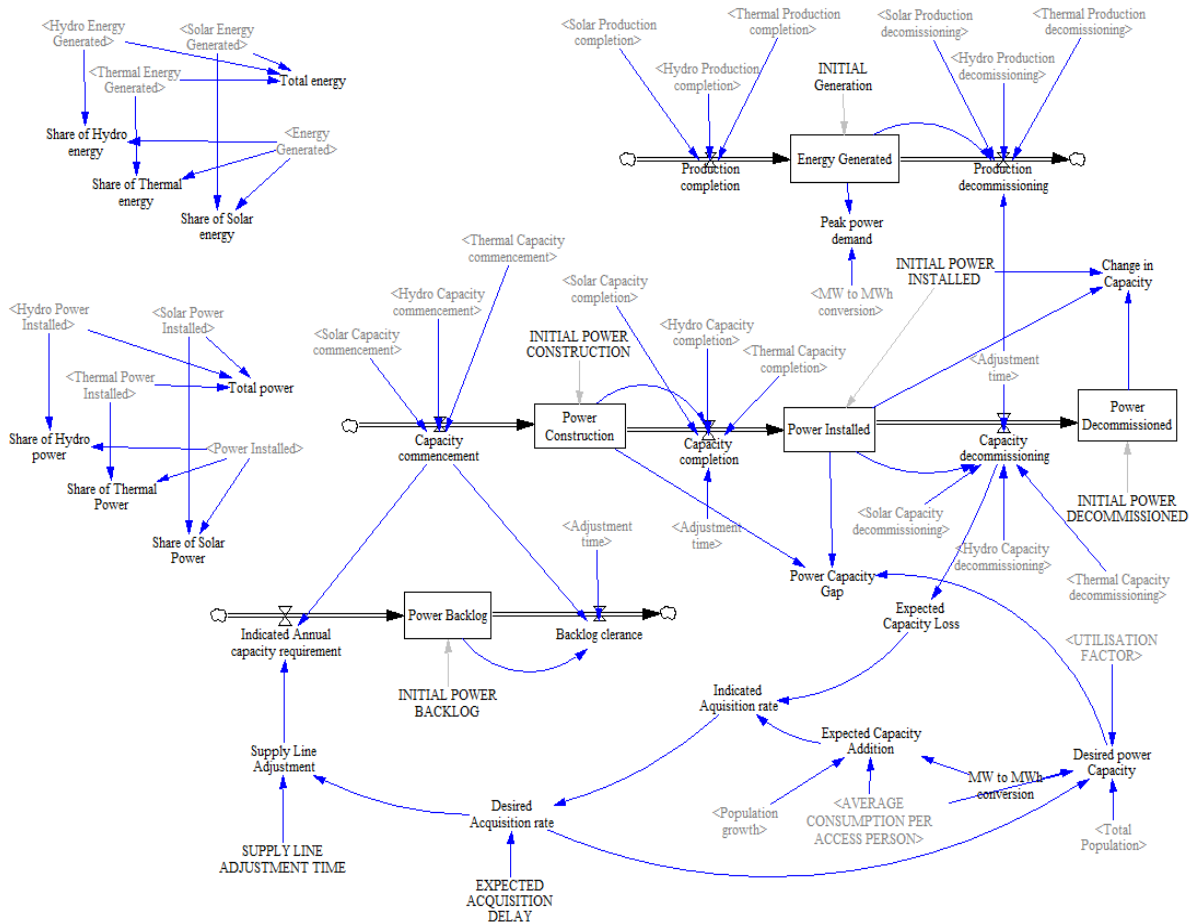 <Hydro Energy
Generated>
<Solar Energy
Generated>
<Thermal Energy
Generated>
Total energy
Share of Hydro
energy
<Energy
Generated>
Share of Thermal
energy
Share of Solar
energy
<Solar Production
completion>
<Thermal Production
completion>
<Hydro Production
completion>
INITIAL
Generation
<Solar Production
decommissioning>
<Thermal Production
decommissioning>
<Hydro Production
decomissioning>
Production
completion
Energy Generated
Production
decommissioning
Peak power
demand
<MW to MWh
conversion>
INITIAL POWER
INSTALLED
Change in
Capacity
<Thermal Capacity
commencement>
<Hydro Capacity
commencement>
<Solar Capacity
commencement>
<Solar Capacity
completion>
INITIAL POWER
CONSTRUCTION
<Hydro Capacity
completion>
<Thermal Capacity
completion>
<Adjustment
time>
<Hydro Power
Installed>
<Solar Power
Installed>
<Thermal Power
Installed>
Total power
Share of Hydro
power
<Power Installed>
Share of Thermal
Power
Share of Solar
Power
Capacity
commencement
Power
Construction
Capacity
completion
Power Installed
Capacity
decommissioning
Power
Decommissioned
<Adjustment
time>
<Adjustment
time>
<Solar Capacity
decommissioning>
<Hydro Capacity
decommissioning>
<Thermal Capacity
decommissioning>
INITIAL POWER
DECOMMISSIONED
Power Capacity
Gap
Expected
Capacity Loss
Indicated Annual
capacity requirement
Power Backlog
Backlog clerance
INITIAL POWER
BACKLOG
<UTILISATION
FACTOR>
Indicated
Aquisition rate
Expected Capacity
Addition
Desired power
Capacity
MW to MWh
conversion
Supply Line
Adjustment
Desired
Acquisition rate
<Population
growth>
<AVERAGE
CONSUMPTION PER
ACCESS PERSON>
<Total
Population>
SUPPLY LINE
ADJUSTMENT TIME
EXPECTED
ACQUISITION
DELAY